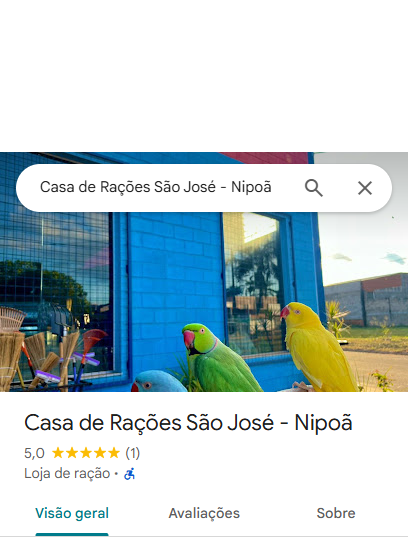 Casa de Rações São José - Nipoã
Casa de Rações São José - Nipoã
5,0 (1)
Loja de ração ·
Visão geral Avaliações Sobre